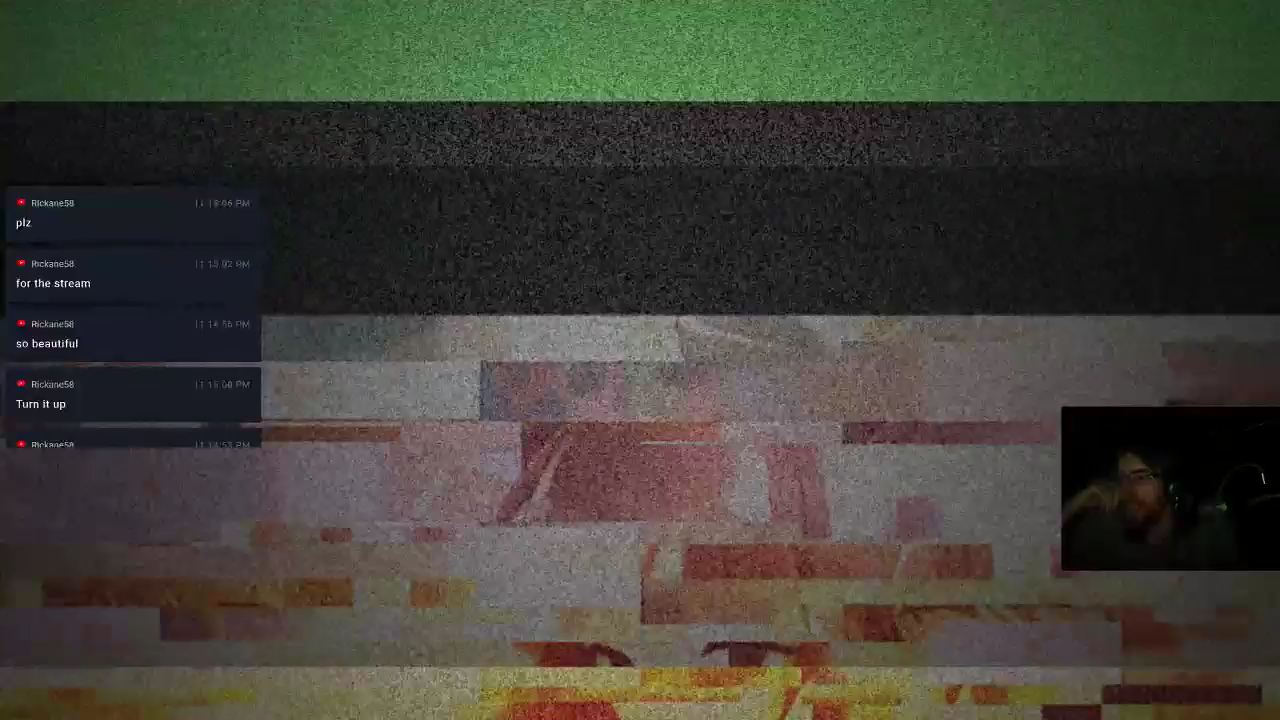 Rickane58
plz
Rickane58
for the stream
Rickane58
so beautiful
Rickane58
Turn it up
Rickane58